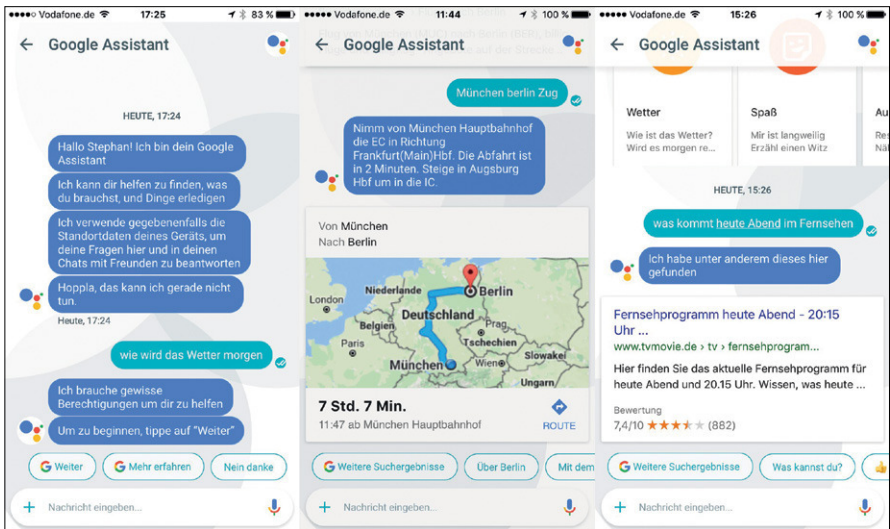 Vodafone.de 17:25 83 %
Google Assistant
HEUTE, 17:24
Hallo Stephan! Ich bin dein Google
Assistant
Ich kann dir helfen zu finden, was
du brauchst, und Dinge erledigen
Ich verwende gegebenenfalls die
Standortdaten deines Geräts, um
deine Fragen hier und in deinen
Chats mit Freunden zu beantworten
Hoppla, das kann ich gerade nicht
tun.
Heute, 17:24
wie wird das Wetter morgen
Ich brauche gewisse
Berechtigungen um dir zu helfen
Um zu beginnen, tippe auf "Weiter"
Weiter
Mehr erfahren
Nein danke
Nachricht eingeben...
Vodafone.de 11:44 100 %
Google Assistant
München berlin Zug
Nimm von München Hauptbahnhof
die EC in Richtung
Frankfurt(Main)Hbf. Die Abfahrt ist
in 2 Minuten. Steige in Augsburg
Hbf um in die IC.
Von München
Nach Berlin
Niederlande
Berlin
London
Deutschland
Belgien
Prag
Paris
Tschechien
München
Wien
Slowakei
Ungarn
7 Std. 7 Min.
11:47 ab München Hauptbahnhof
ROUTE
Weitere Suchergebnisse
Über Berlin
Mit dem
Nachricht eingeben...
Vodafone.de 15:26 100 %
Google Assistant
Wetter
Wie ist das Wetter?
Wird es morgen re...
Spaß
Mir ist langweilig
Erzähl einen Witz
Au
Res
Näl
HEUTE, 15:26
was kommt heute Abend im Fernsehen
Ich habe unter anderem dieses hier
gefunden
Fernsehprogramm heute Abend - 20:15
Uhr ...
www.tvmovie.de › tv › fernsehprogram...
Hier finden Sie das aktuelle Fernsehprogramm für
heute Abend und 20.15 Uhr. Wissen, was heute ...
Bewertung
7,4/10 (882)
Weitere Suchergebnisse
Was kannst du?
Nachricht eingeben...